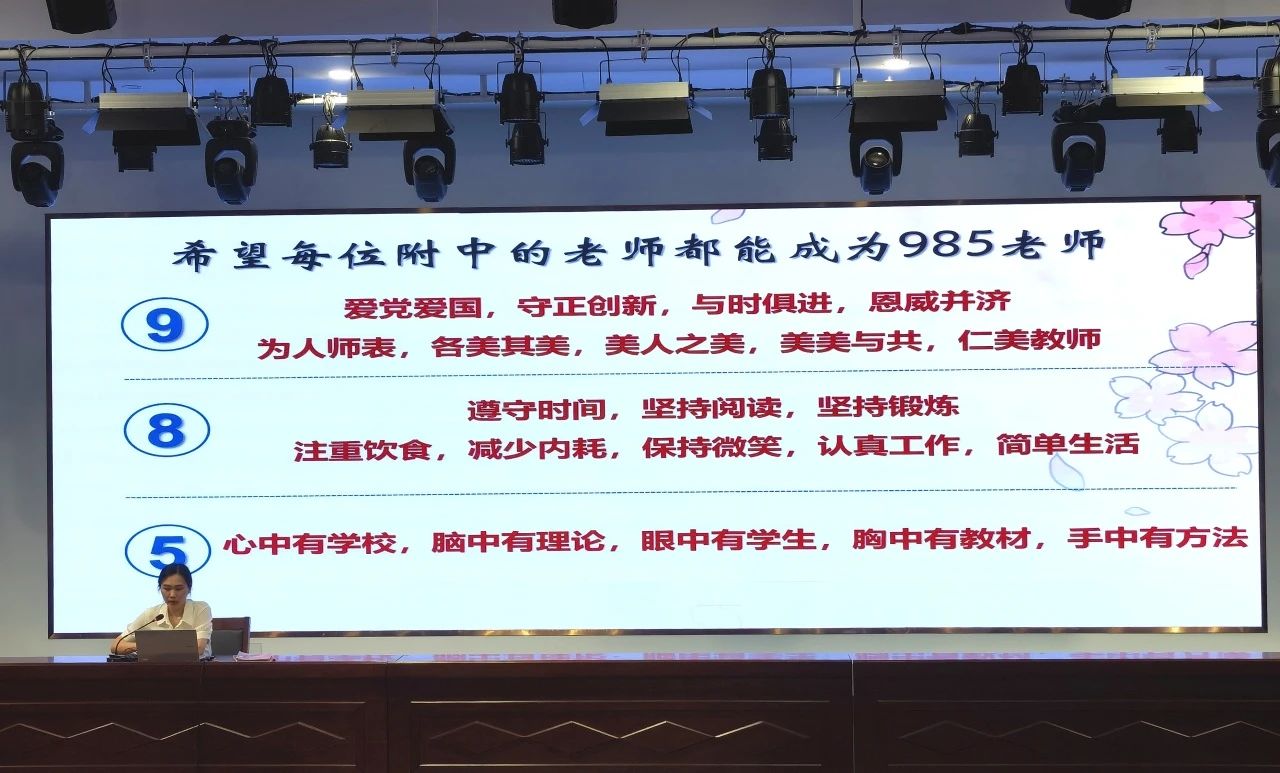 希望每位附中的老师都能成为985老师
9
爱党爱国，守正创新，与时俱进，恩威并济
为人师表，各美其美，美人之美，美美与共，仁美教师
8
遵守时间，坚持阅读，坚持锻炼
注重饮食，减少内耗，保持微笑，认真工作，简单生活
5
心中有学校，脑中有理论，眼中有学生，胸中有教材，手中有方法